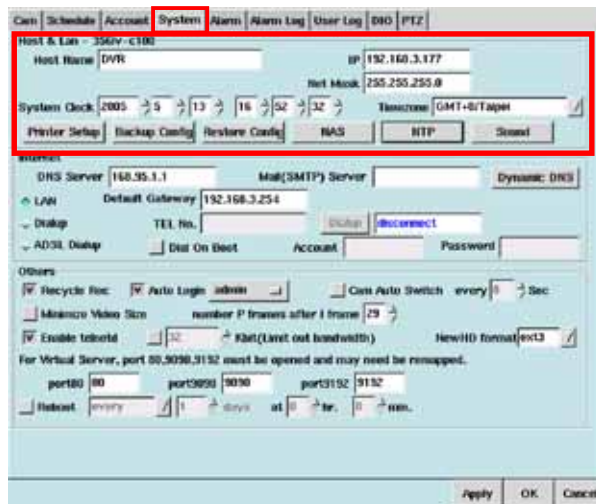 Cam Schedule Account System Alarm Alarm Log User Log DIO PTZ
Host & Lan - 356iv-c100
Host Name DVR IP 192.168.3.177
Net Mask 255.255.255.0
System Clock 2005 5 13 16 52 32 Timezone GMT+8/Taipei
Printer Setup Backup Config Restore Config NAS NTP Sound
Internet
DNS Server 168.95.1.1 Mail(SMTP) Server Dynamic DNS
LAN Default Gateway 192.168.3.254
Dialup TEL No. Dialup disconnect
ADSL Dialup Dial On Boot Account Password
Others
Recycle Rec Auto Login admin Cam Auto Switch every Sec
Minimize Video Size number P frames after I frame 29
Enable telnetd 32 Kbit(Limit out bandwidth) NewHD format ext3
For Virtual Server, port 80,9090,9192 must be opened and may need be remapped.
port80 80 port9090 9090 port9192 9192
Reboot every 1 days at 0 hr. 0 mm.
Apply OK Cancel